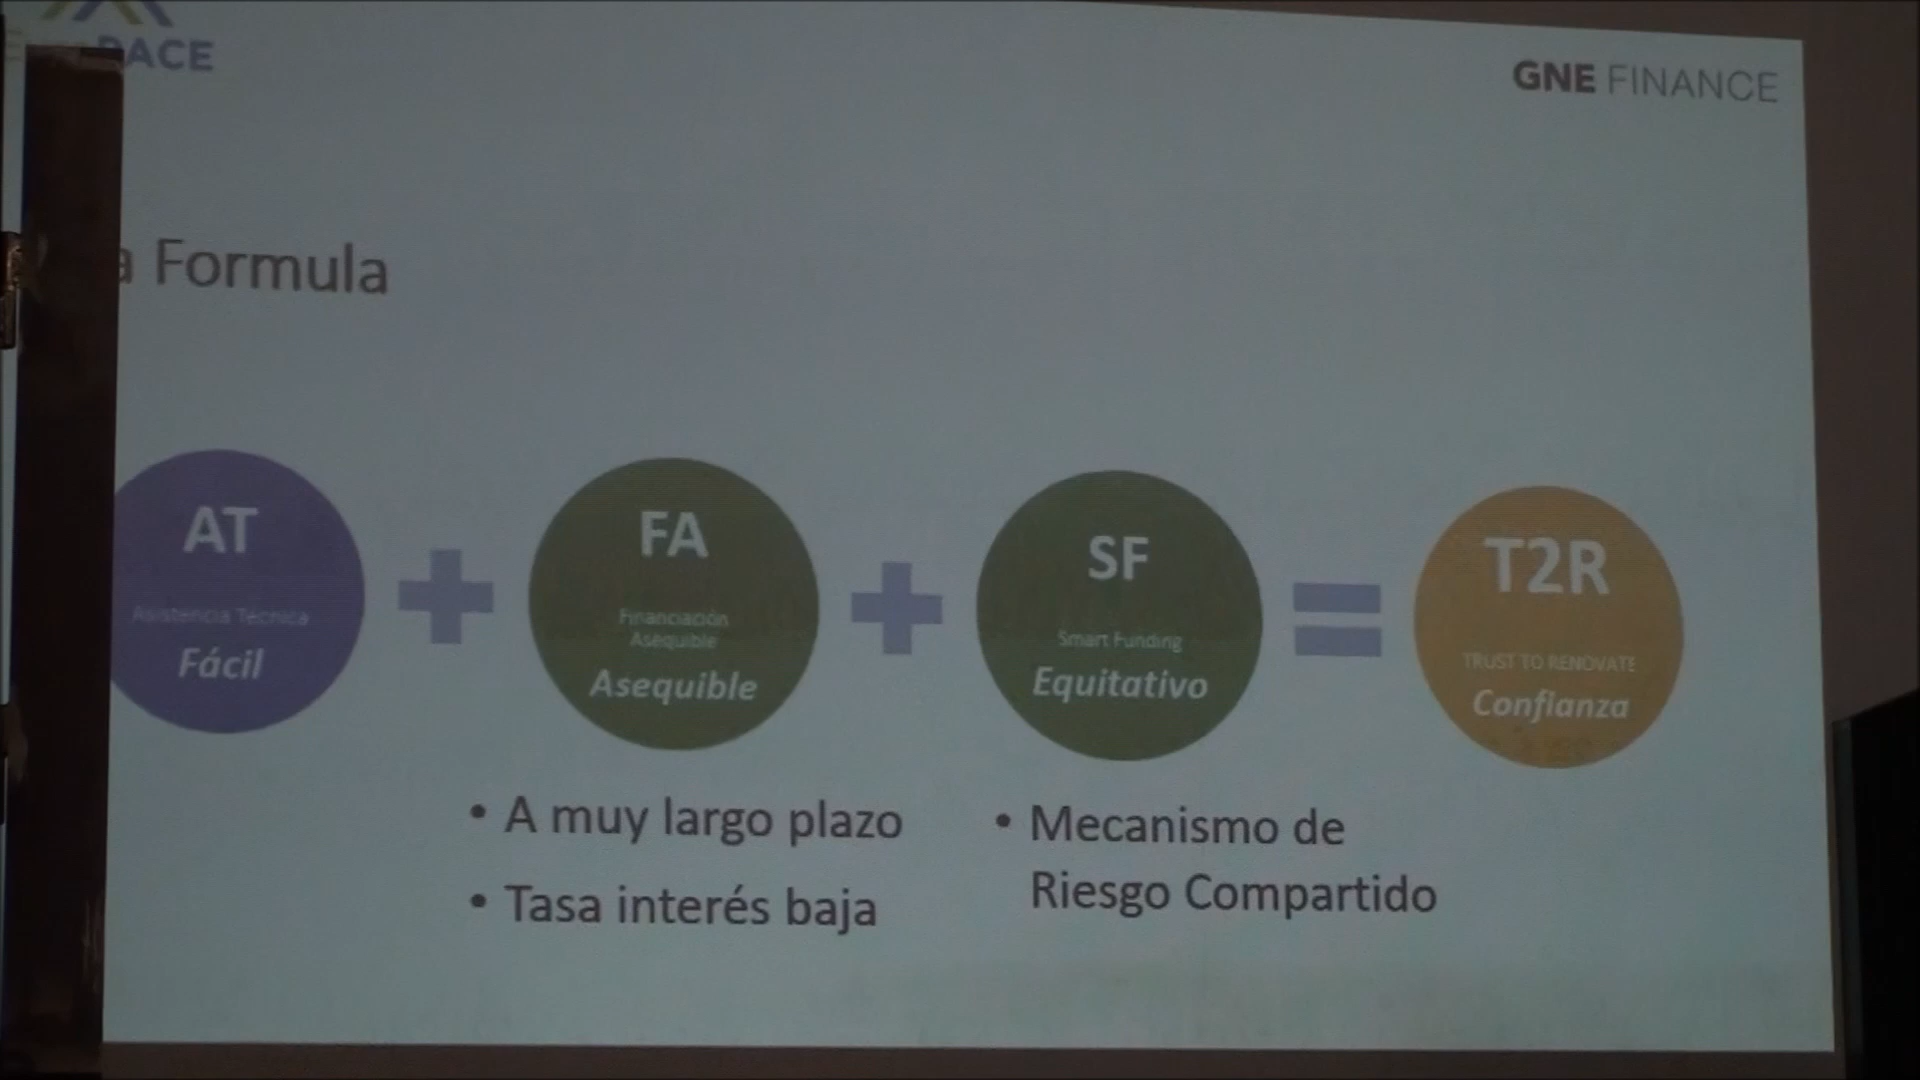 PACE
GNE FINANCE
a Formula
AT
Asistencia Técnica
Fácil
FA
Financiación
Asequible
Asequible
SF
Smart Funding
Equitativo
T2R
TRUST TO RENOVATE
Confianza
• A muy largo plazo
• Tasa interés baja
• Mecanismo de
Riesgo Compartido